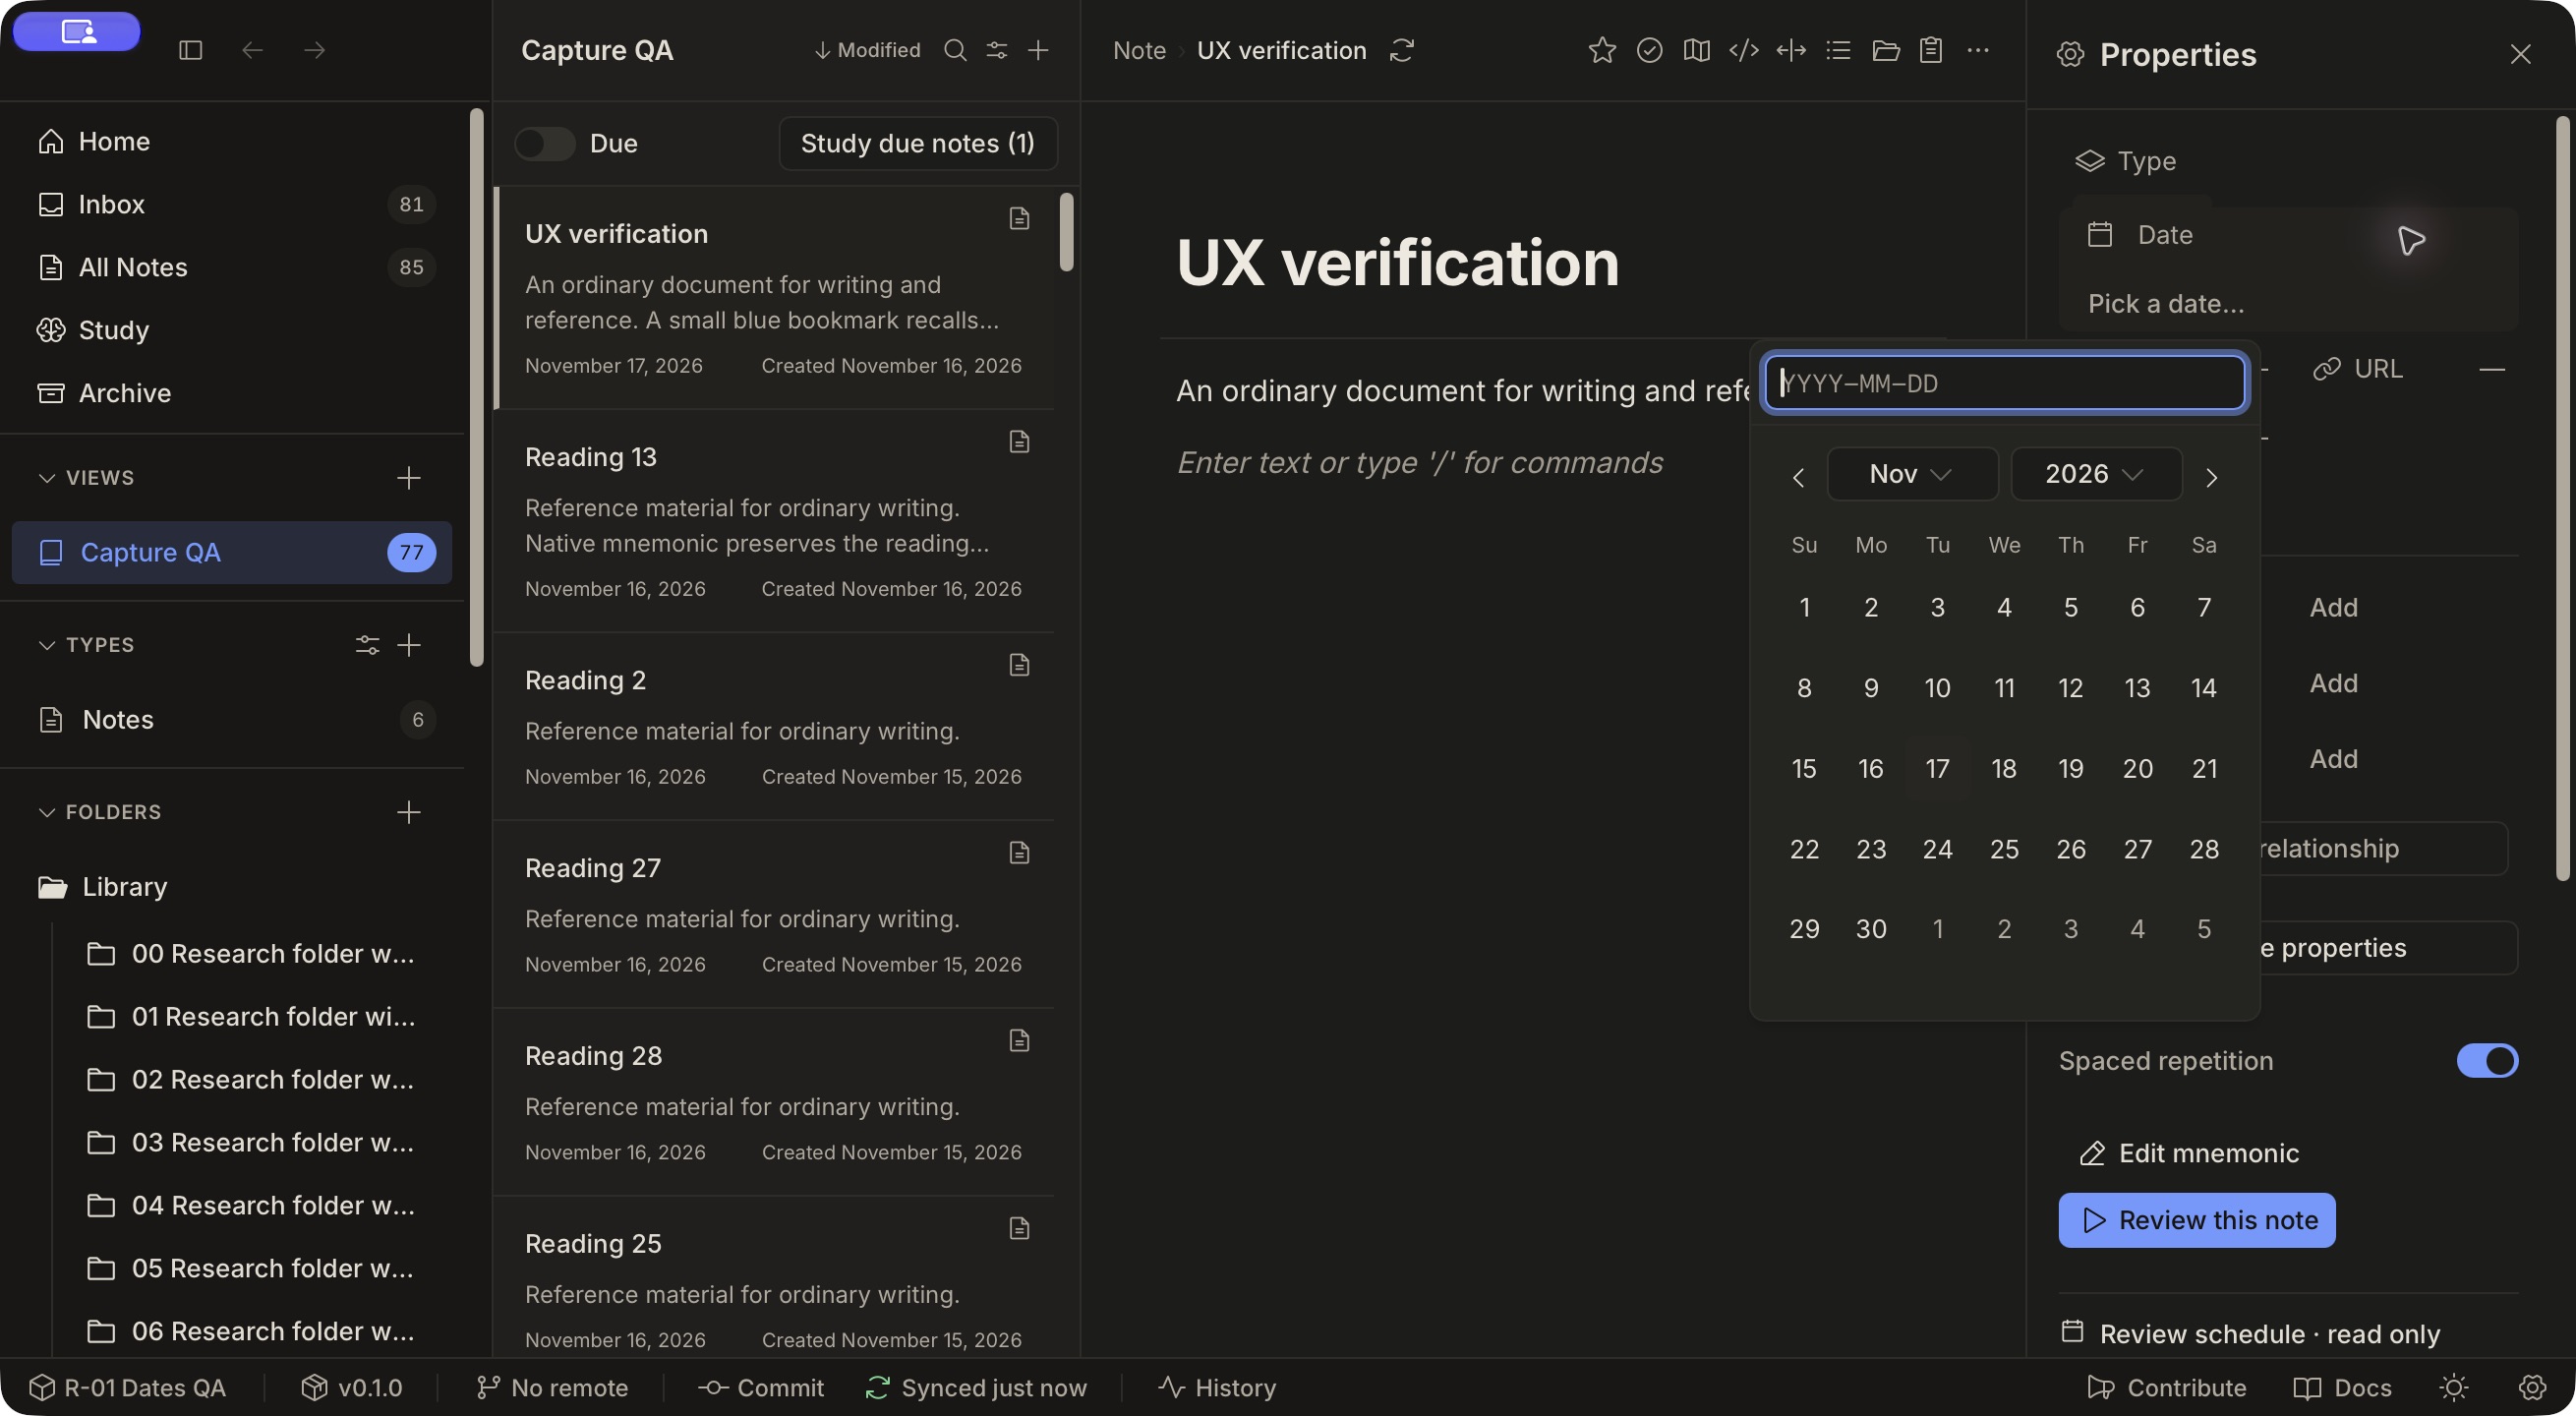 Home
Inbox 81
All Notes 85
Study
Archive
VIEWS
Capture QA 77
TYPES
Notes 6
FOLDERS
Library
00 Research folder w...
01 Research folder wi...
02 Research folder w...
03 Research folder w...
04 Research folder w...
05 Research folder w...
06 Research folder w...
Capture QA
Modified
Due
Study due notes (1)
UX verification
An ordinary document for writing and
reference. A small blue bookmark recalls...
November 17, 2026 Created November 16, 2026
Reading 13
Reference material for ordinary writing.
Native mnemonic preserves the reading...
November 16, 2026 Created November 16, 2026
Reading 2
Reference material for ordinary writing.
November 16, 2026 Created November 15, 2026
Reading 27
Reference material for ordinary writing.
November 16, 2026 Created November 15, 2026
Reading 28
Reference material for ordinary writing.
November 16, 2026 Created November 15, 2026
Reading 25
Reference material for ordinary writing.
November 16, 2026 Created November 15, 2026
Note › UX verification
UX verification
An ordinary document for writing and refe
Enter text or type '/' for commands
YYYY-MM-DD
Nov 2026
Su Mo Tu We Th Fr Sa
1 2 3 4 5 6 7
8 9 10 11 12 13 14
15 16 17 18 19 20 21
22 23 24 25 26 27 28
29 30 1 2 3 4 5
Properties
Type
Date
Pick a date...
URL —
Add
Add
Add
relationship
e properties
Spaced repetition
Edit mnemonic
Review this note
Review schedule · read only
R-01 Dates QA
v0.1.0
No remote
Commit
Synced just now
History
Contribute
Docs